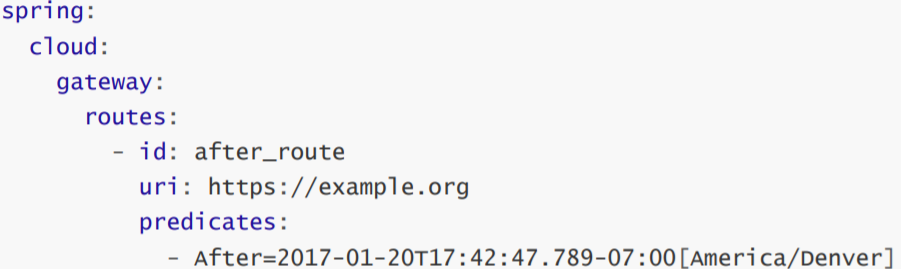 spring:
  cloud:
    gateway:
      routes:
        - id: after_route
          uri: https://example.org
          predicates:
            - After=2017-01-20T17:42:47.789-07:00[America/Denver]